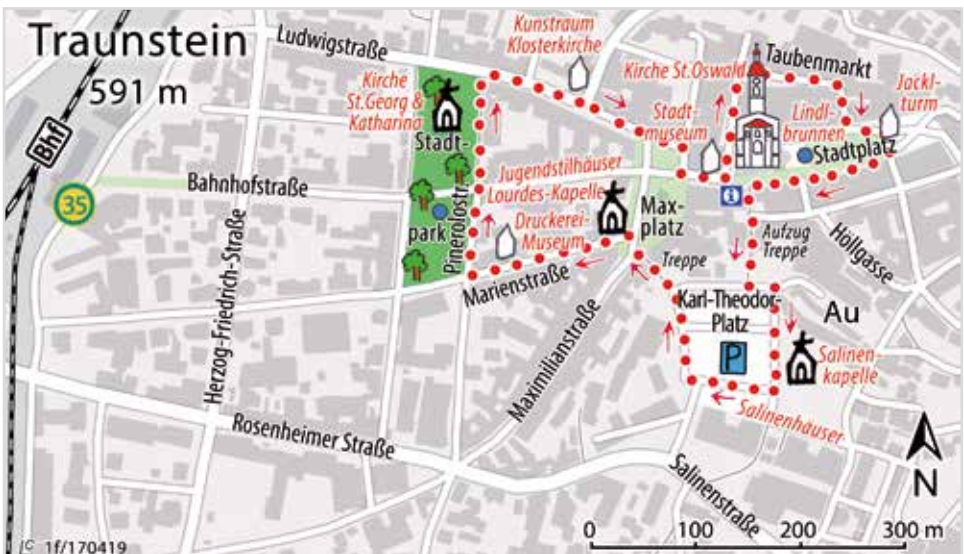 Traunstein
591 m
Bhf
35
Ludwigstraße
Kunstraum
Klosterkirche
Kirche
St.Georg &
Katharina
Stadt-
park
Kirche St.Oswald
Taubenmarkt
Jackl-
turm
Stadt-
museum
Lindl-
brunnen
Stadtplatz
i
Bahnhofstraße
Jugendstilhäuser
Lourdes-Kapelle
Druckerei-
Museum
Pinerolostr.
Max-
platz
Marienstraße
Treppe
Aufzug
Treppe
Höllgasse
Karl-Theodor-
Platz
P
Au
Salinen-
kapelle
Salinenhäuser
Herzog-Friedrich-Straße
Maximilianstraße
Rosenheimer Straße
Salinenstraße
N
0 100 200 300 m
C 1f/170419